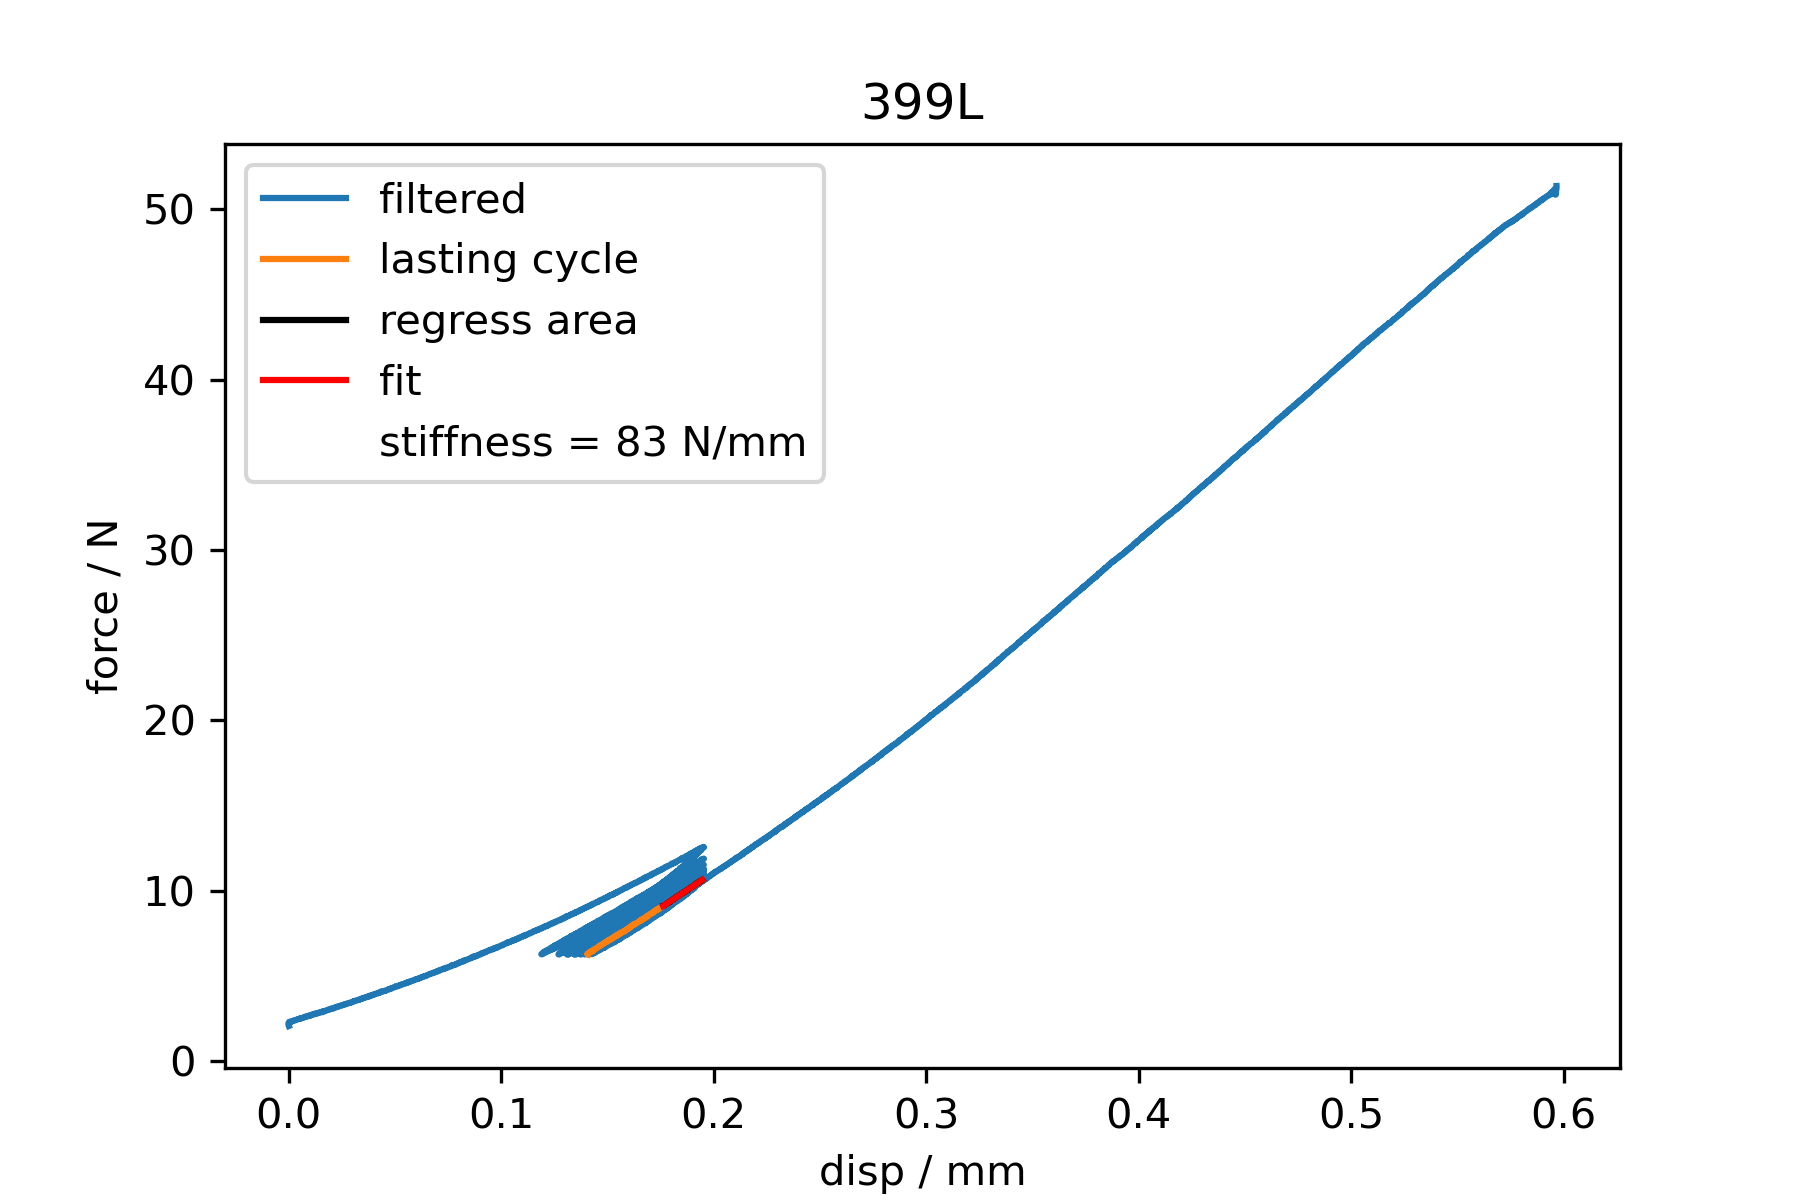 399L
filtered
lasting cycle
regress area
fit
stiffness = 83 N/mm
force / N
50
40
30
20
10
0
0.0 0.1 0.2 0.3 0.4 0.5 0.6
disp / mm